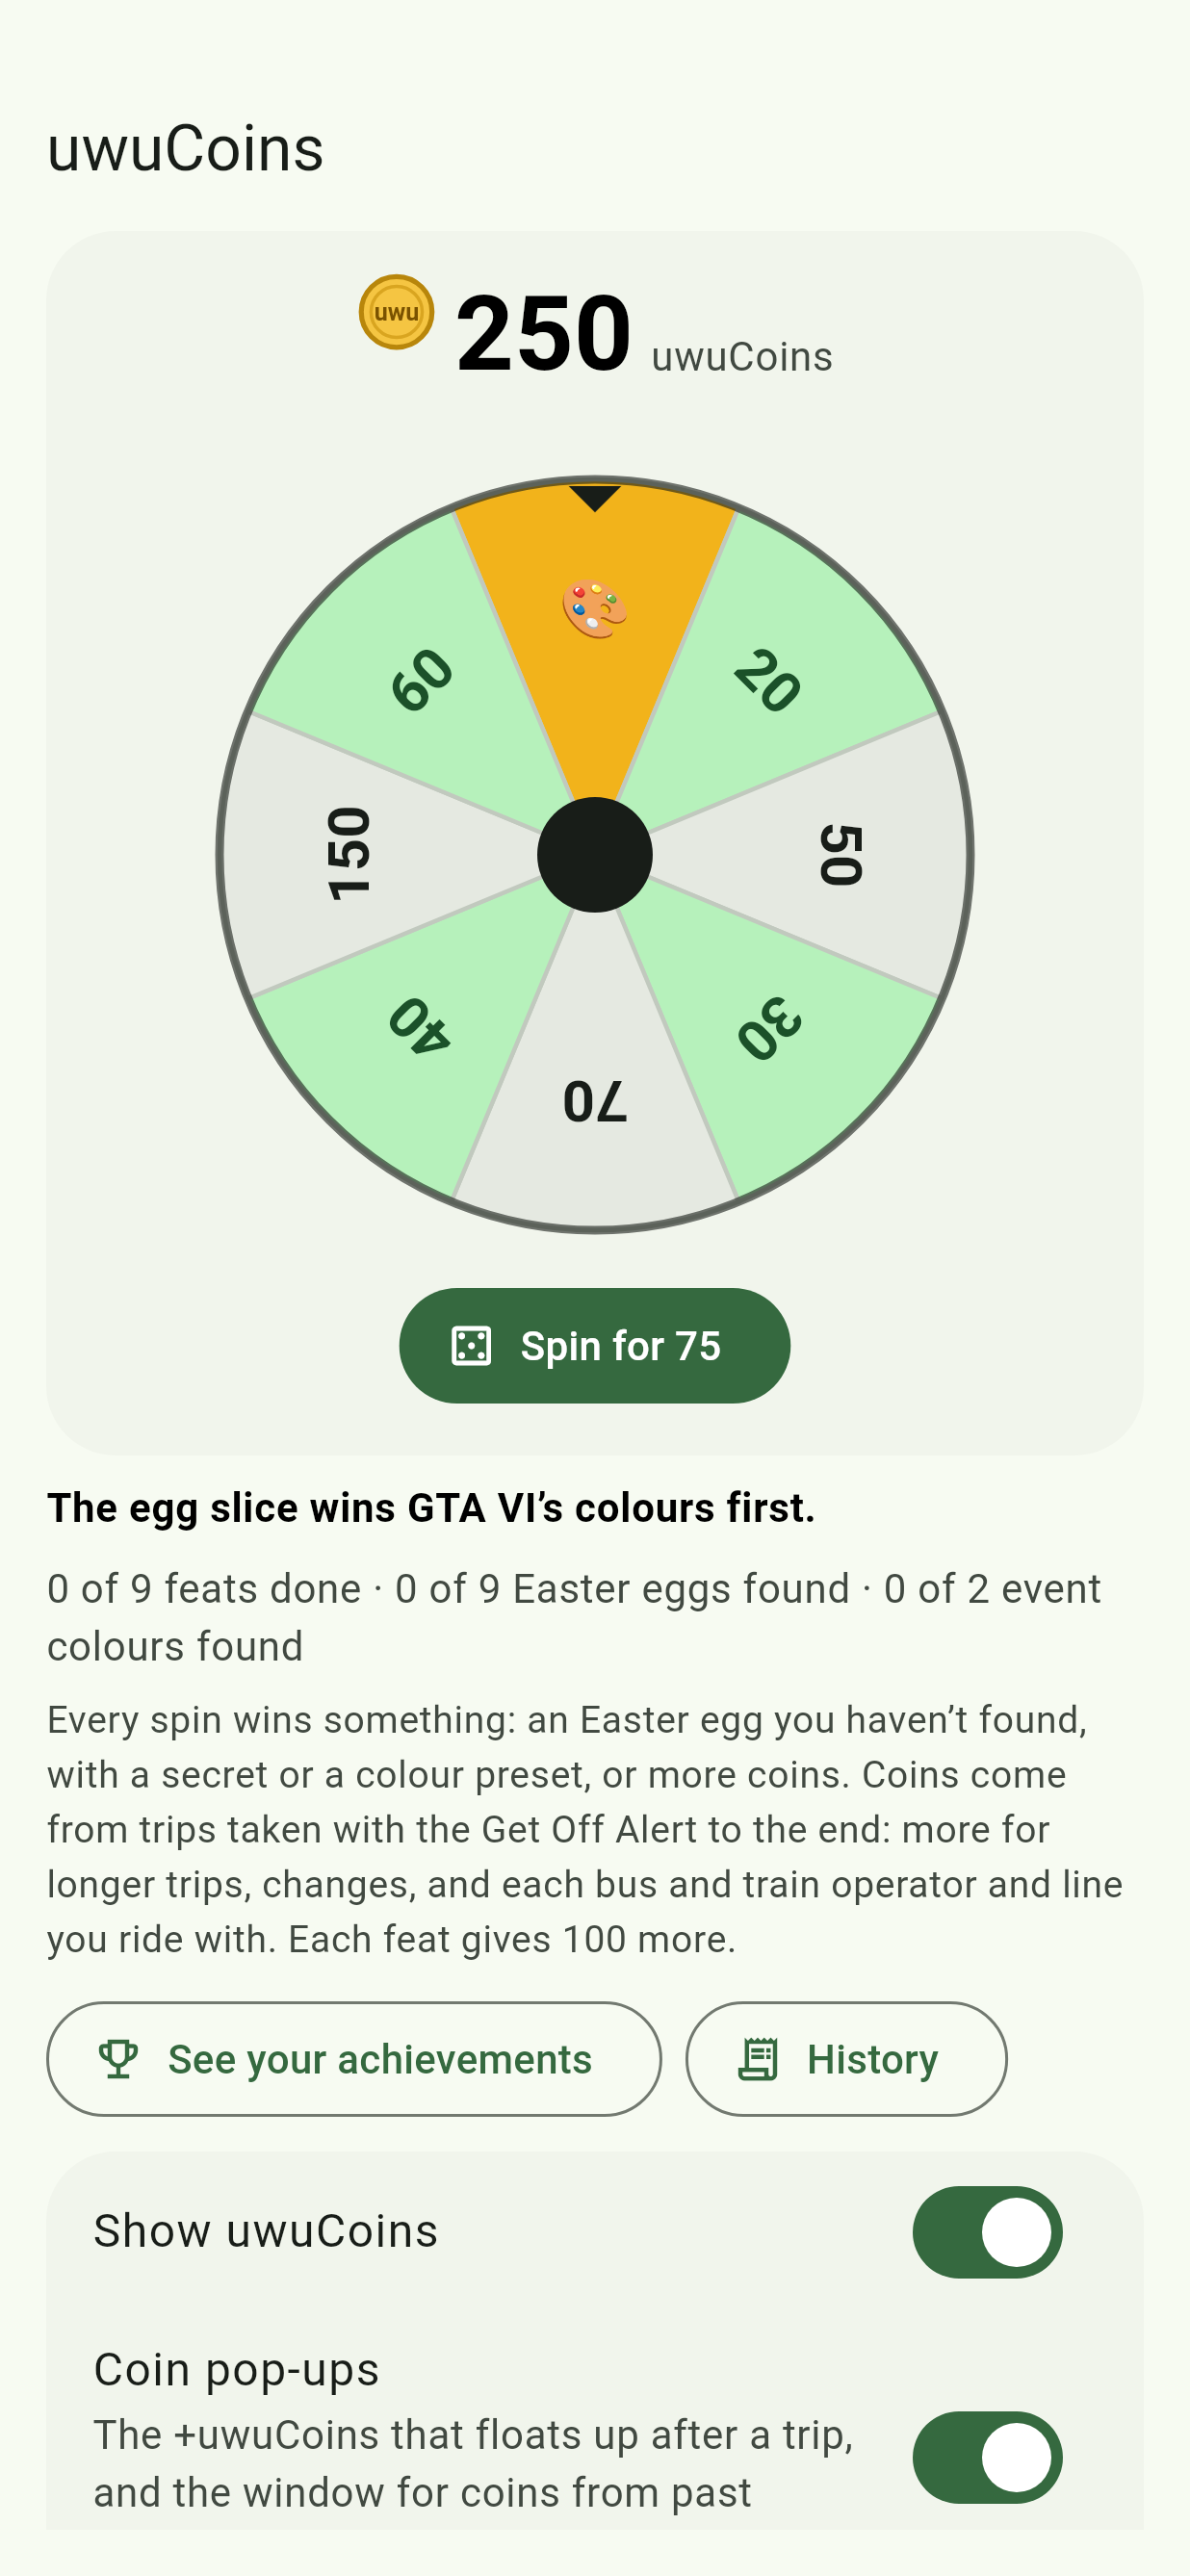 uwuCoins
uwu
250 uwuCoins
60
20
150
50
40
30
70
Spin for 75
The egg slice wins GTA VI’s colours first.
0 of 9 feats done · 0 of 9 Easter eggs found · 0 of 2 event
colours found
Every spin wins something: an Easter egg you haven’t found,
with a secret or a colour preset, or more coins. Coins come
from trips taken with the Get Off Alert to the end: more for
longer trips, changes, and each bus and train operator and line
you ride with. Each feat gives 100 more.
See your achievements
History
Show uwuCoins
Coin pop-ups
The +uwuCoins that floats up after a trip,
and the window for coins from past